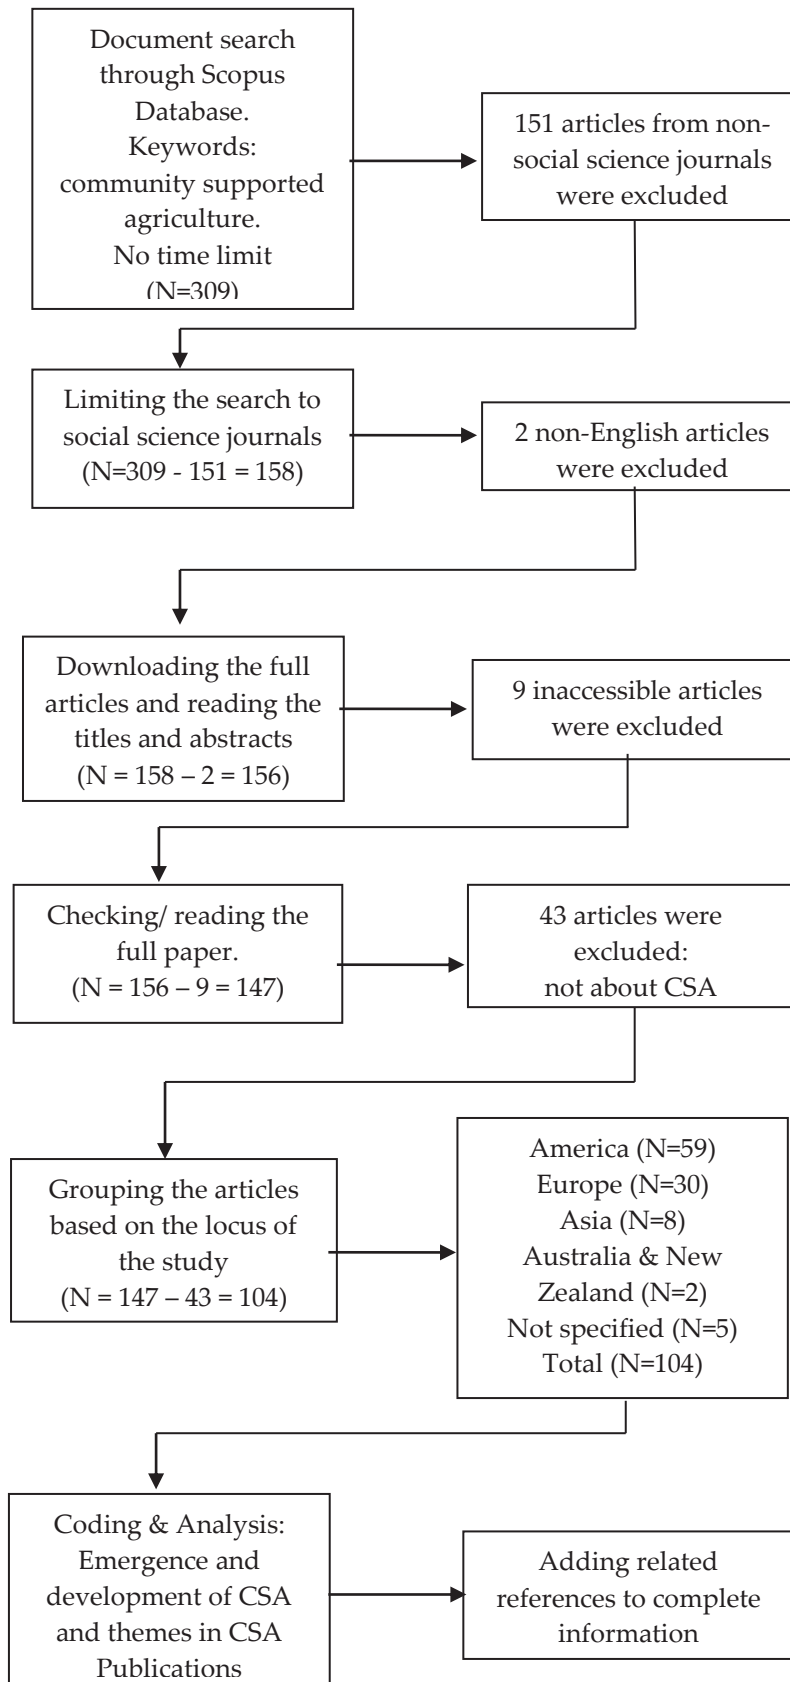 Document search
through Scopus
Database.
Keywords:
community supported
agriculture.
No time limit
(N=309)
151 articles from non-
social science journals
were excluded
Limiting the search to
social science journals
(N=309 - 151 = 158)
2 non-English articles
were excluded
Downloading the full
articles and reading the
titles and abstracts
(N = 158 – 2 = 156)
9 inaccessible articles
were excluded
Checking/ reading the
full paper.
(N = 156 – 9 = 147)
43 articles were
excluded:
not about CSA
Grouping the articles
based on the locus of
the study
(N = 147 – 43 = 104)
America (N=59)
Europe (N=30)
Asia (N=8)
Australia & New
Zealand (N=2)
Not specified (N=5)
Total (N=104)
Coding & Analysis:
Emergence and
development of CSA
and themes in CSA
Publications
Adding related
references to complete
information